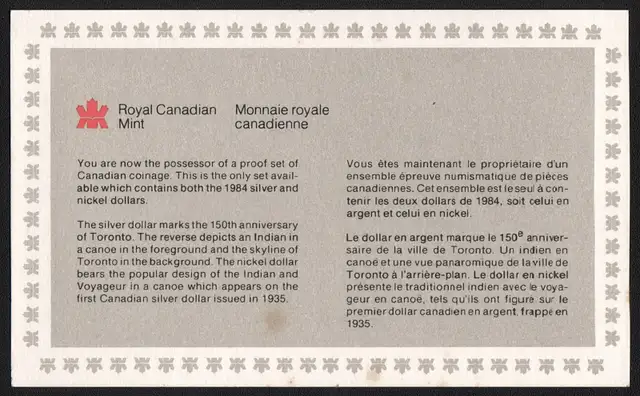 Royal Canadian
Mint
Monnaie royale
canadienne
You are now the possessor of a proof set of
Canadian coinage. This is the only set avail-
able which contains both the 1984 silver and
nickel dollars.
The silver dollar marks the 150th anniversary
of Toronto. The reverse depicts an Indian in
a canoe in the foreground and the skyline of
Toronto in the background. The nickel dollar
bears the popular design of the Indian and
Voyageur in a canoe which appears on the
first Canadian silver dollar issued in 1935.
Vous êtes maintenant le propriétaire d'un
ensemble épreuve numismatique de pièces
canadiennes. Cet ensemble est le seul à con-
tenir les deux dollars de 1984, soit celui en
argent et celui en nickel.
Le dollar en argent marque le 150e anniver-
saire de la ville de Toronto. Un indien en
canoë et une vue panaromique de la ville de
Toronto à l'arrière-plan. Le dollar en nickel
présente le traditionnel indien avec le voya-
geur en canoë, tels qu'ils ont figuré sur le
premier dollar canadien en argent, frappé en
1935.